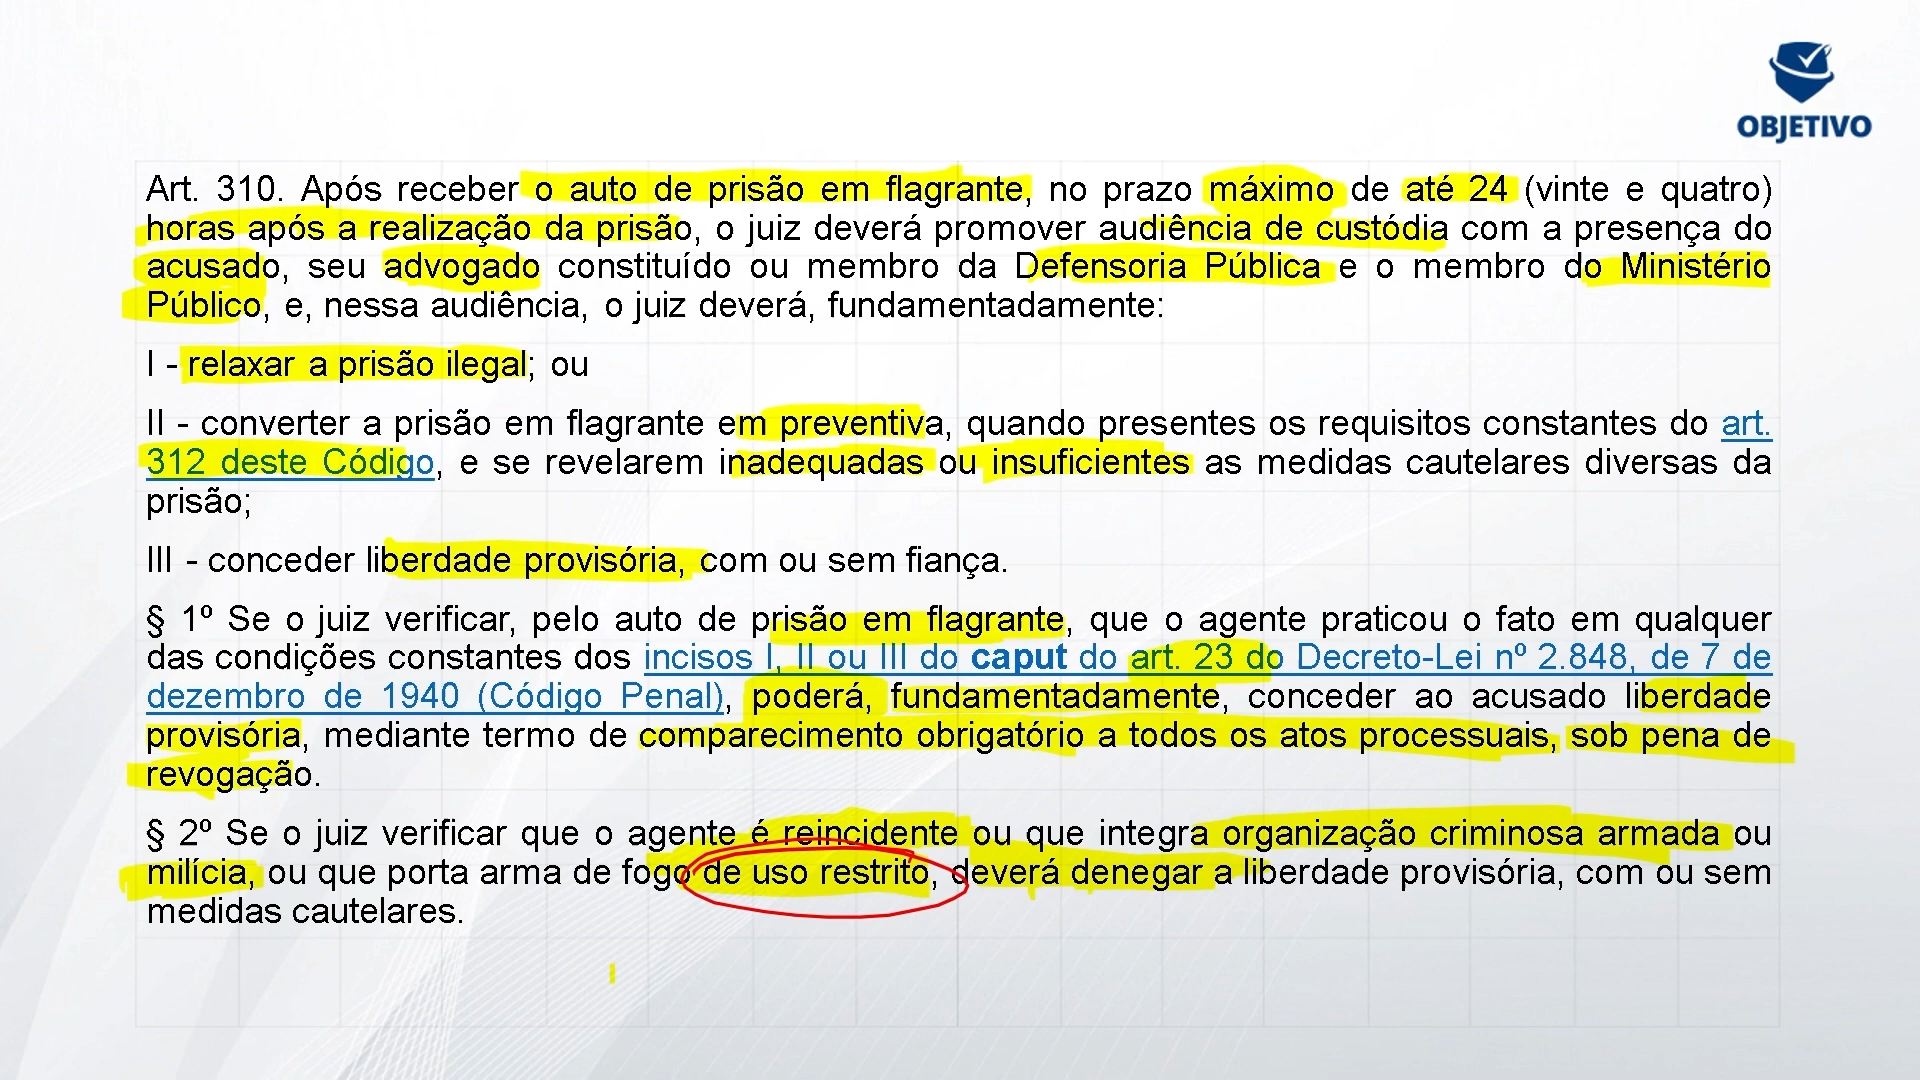 OBJETIVO
Art. 310. Após receber o auto de prisão em flagrante, no prazo máximo de até 24 (vinte e quatro)
horas após a realização da prisão, o juiz deverá promover audiência de custódia com a presença do
acusado, seu advogado constituído ou membro da Defensoria Pública e o membro do Ministério
Público, e, nessa audiência, o juiz deverá, fundamentadamente:
I - relaxar a prisão ilegal; ou
II - converter a prisão em flagrante em preventiva, quando presentes os requisitos constantes do art.
312 deste Código, e se revelarem inadequadas ou insuficientes as medidas cautelares diversas da
prisão;
III - conceder liberdade provisória, com ou sem fiança.
§ 1º Se o juiz verificar, pelo auto de prisão em flagrante, que o agente praticou o fato em qualquer
das condições constantes dos incisos I, II ou III do caput do art. 23 do Decreto-Lei nº 2.848, de 7 de
dezembro de 1940 (Código Penal), poderá, fundamentadamente, conceder ao acusado liberdade
provisória, mediante termo de comparecimento obrigatório a todos os atos processuais, sob pena de
revogação.
§ 2º Se o juiz verificar que o agente é reincidente ou que integra organização criminosa armada ou
milícia, ou que porta arma de fogo de uso restrito, deverá denegar a liberdade provisória, com ou sem
medidas cautelares.